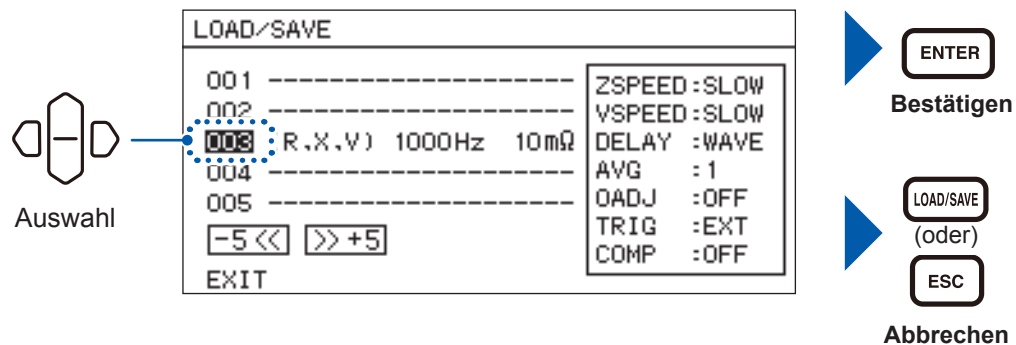 LOAD/SAVE
001 -------------------- ZSPEED:SLOW
002 -------------------- VSPEED:SLOW
003 R.X.V) 1000Hz 10mΩ DELAY :WAVE
004 -------------------- AVG :1
005 -------------------- OADJ :OFF
-5 << >> +5 TRIG :EXT
COMP :OFF
EXIT
Auswahl
ENTER
Bestätigen
LOAD/SAVE
(oder)
ESC
Abbrechen